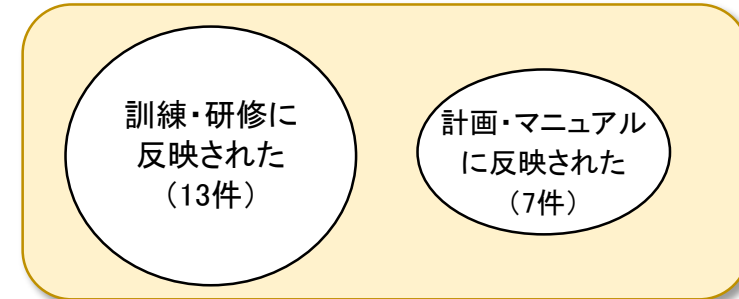 訓練・研修に
反映された
（13件）
計画・マニュアル
に反映された
（7件）